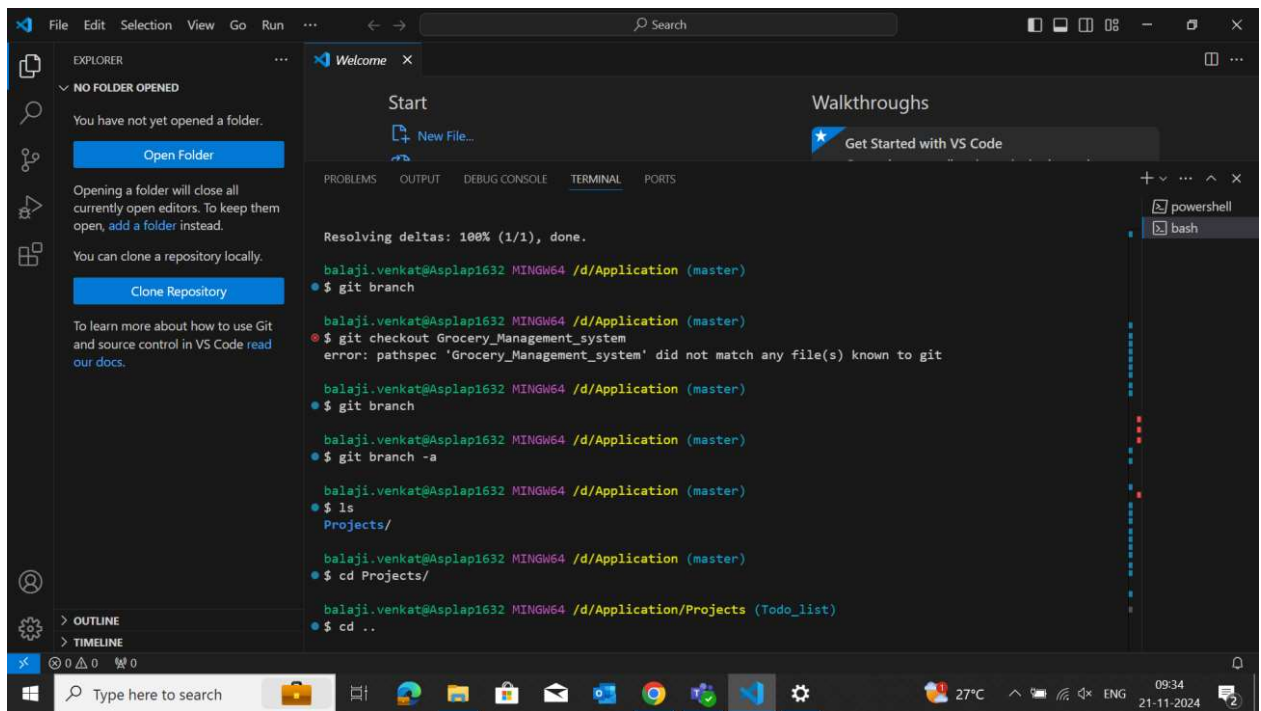 File Edit Selection View Go Run ··· Search
EXPLORER ···
NO FOLDER OPENED
You have not yet opened a folder.
Open Folder
Opening a folder will close all
currently open editors. To keep them
open, add a folder instead.
You can clone a repository locally.
Clone Repository
To learn more about how to use Git
and source control in VS Code read
our docs.
OUTLINE
TIMELINE
Welcome
Start
New File...
Walkthroughs
Get Started with VS Code
PROBLEMS OUTPUT DEBUG CONSOLE TERMINAL PORTS
powershell
bash
Resolving deltas: 100% (1/1), done.
balaji.venkat@Asplap1632 MINGW64 /d/Application (master)
$ git branch
balaji.venkat@Asplap1632 MINGW64 /d/Application (master)
$ git checkout Grocery_Management_system
error: pathspec 'Grocery_Management_system' did not match any file(s) known to git
balaji.venkat@Asplap1632 MINGW64 /d/Application (master)
$ git branch
balaji.venkat@Asplap1632 MINGW64 /d/Application (master)
$ git branch -a
balaji.venkat@Asplap1632 MINGW64 /d/Application (master)
$ ls
Projects/
balaji.venkat@Asplap1632 MINGW64 /d/Application (master)
$ cd Projects/
balaji.venkat@Asplap1632 MINGW64 /d/Application/Projects (Todo_list)
$ cd ..
0 0 0
Type here to search
27°C ENG
09:34
21-11-2024
2